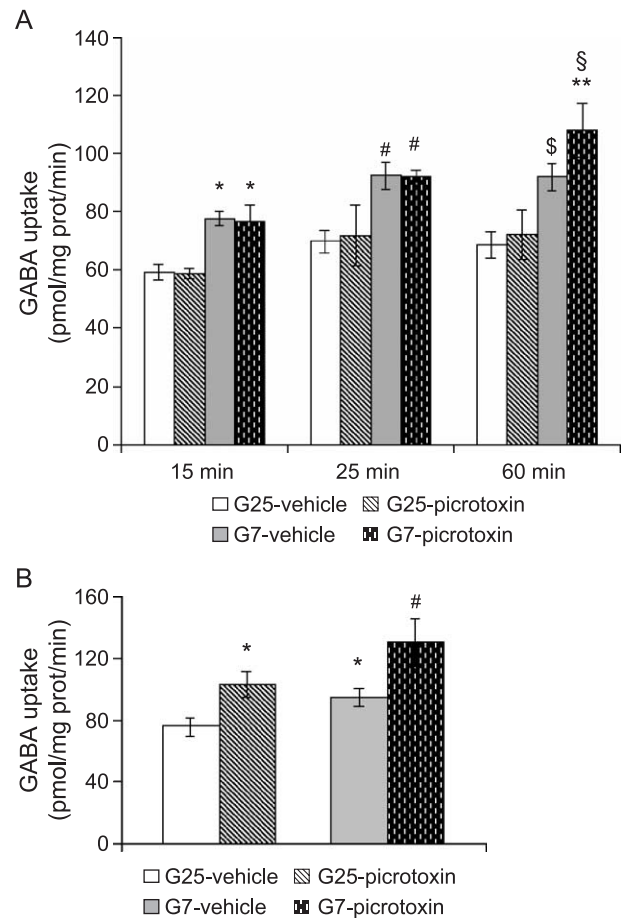 A
GABA uptake
(pmol/mg prot/min)
140
120
100
80
60
40
20
0
* *
# #
$
§
**
15 min 25 min 60 min
G25-vehicle G25-picrotoxin
G7-vehicle G7-picrotoxin
B
GABA uptake
(pmol/mg prot/min)
160
120
80
40
0
*
*
#
G25-vehicle G25-picrotoxin
G7-vehicle G7-picrotoxin